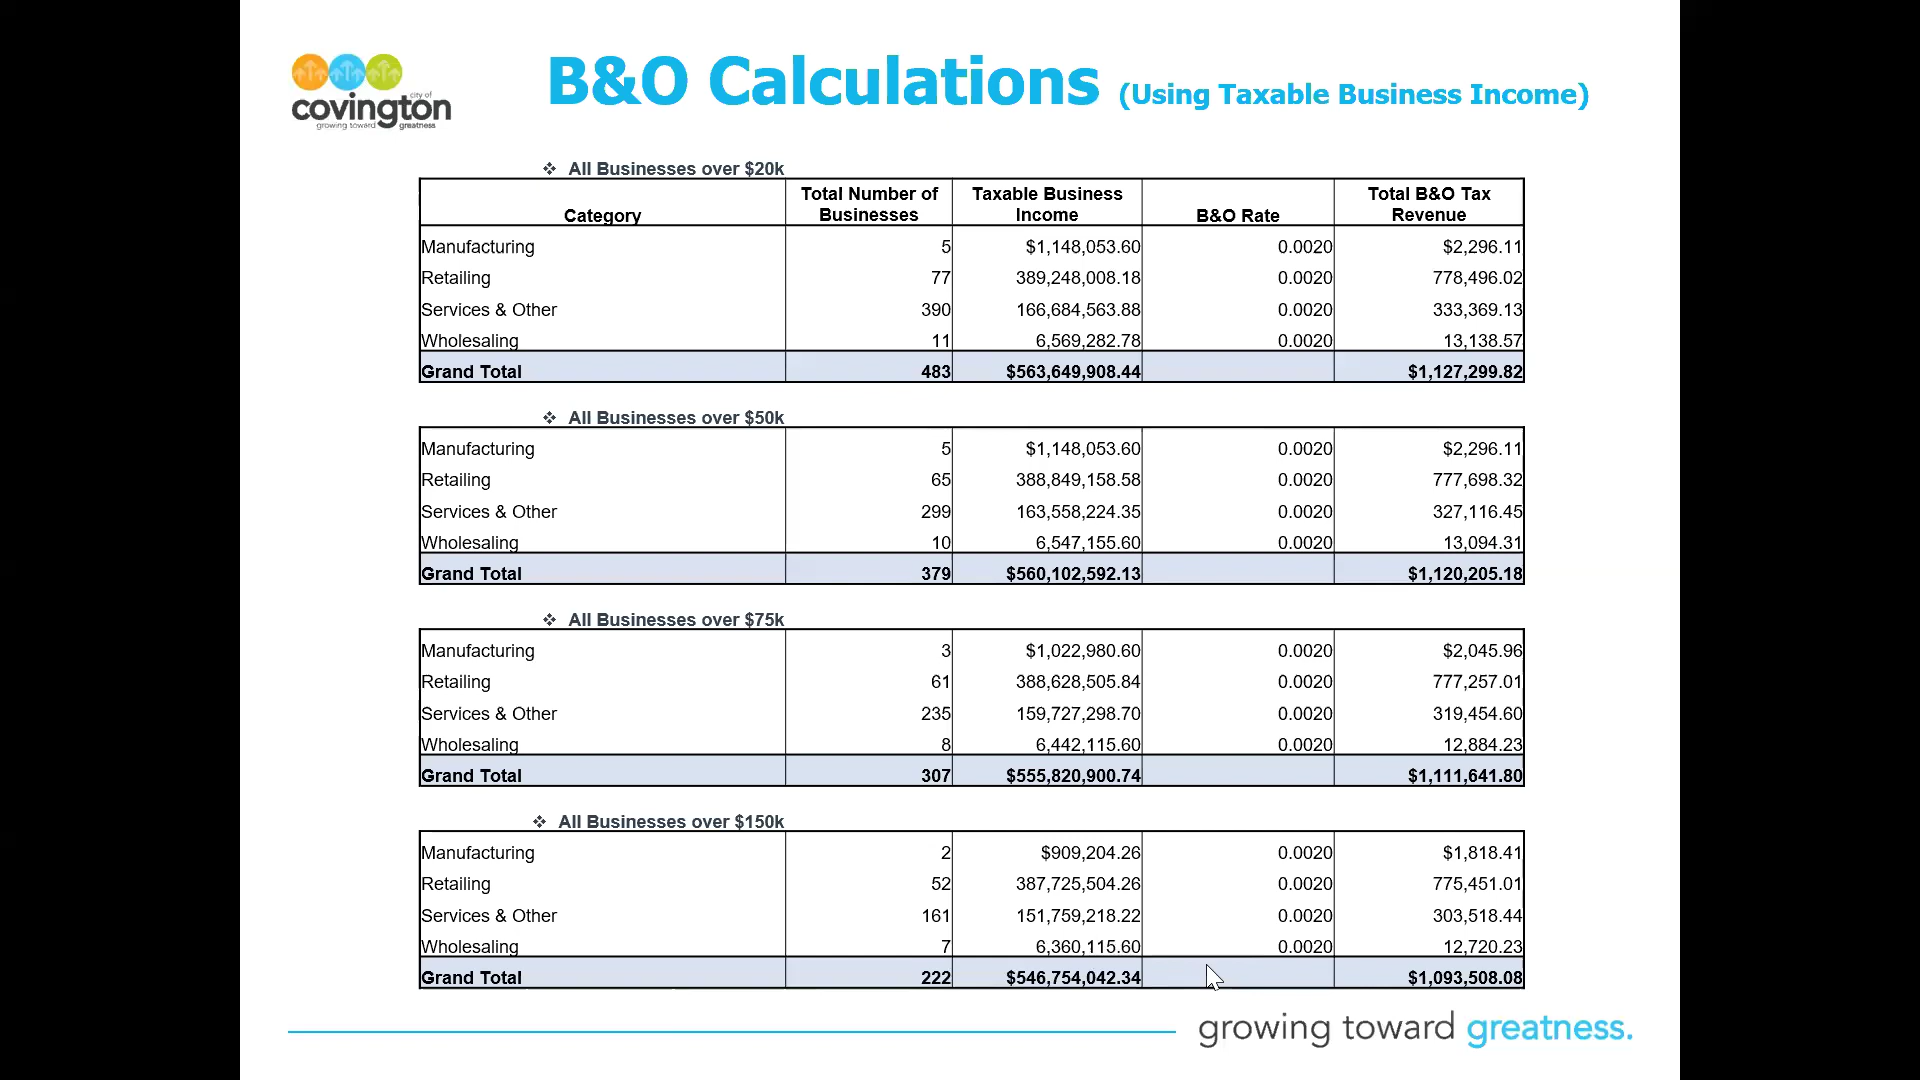 city of
covington
growing toward greatness
B&O Calculations (Using Taxable Business Income)
❖ All Businesses over $20k
Category Total Number of Businesses Taxable Business Income B&O Rate Total B&O Tax Revenue
Manufacturing 5 $1,148,053.60 0.0020 $2,296.11
Retailing 77 389,248,008.18 0.0020 778,496.02
Services & Other 390 166,684,563.88 0.0020 333,369.13
Wholesaling 11 6,569,282.78 0.0020 13,138.57
Grand Total 483 $563,649,908.44 $1,127,299.82
❖ All Businesses over $50k
Manufacturing 5 $1,148,053.60 0.0020 $2,296.11
Retailing 65 388,849,158.58 0.0020 777,698.32
Services & Other 299 163,558,224.35 0.0020 327,116.45
Wholesaling 10 6,547,155.60 0.0020 13,094.31
Grand Total 379 $560,102,592.13 $1,120,205.18
❖ All Businesses over $75k
Manufacturing 3 $1,022,980.60 0.0020 $2,045.96
Retailing 61 388,628,505.84 0.0020 777,257.01
Services & Other 235 159,727,298.70 0.0020 319,454.60
Wholesaling 8 6,442,115.60 0.0020 12,884.23
Grand Total 307 $555,820,900.74 $1,111,641.80
❖ All Businesses over $150k
Manufacturing 2 $909,204.26 0.0020 $1,818.41
Retailing 52 387,725,504.26 0.0020 775,451.01
Services & Other 161 151,759,218.22 0.0020 303,518.44
Wholesaling 7 6,360,115.60 0.0020 12,720.23
Grand Total 222 $546,754,042.34 $1,093,508.08
growing toward greatness.